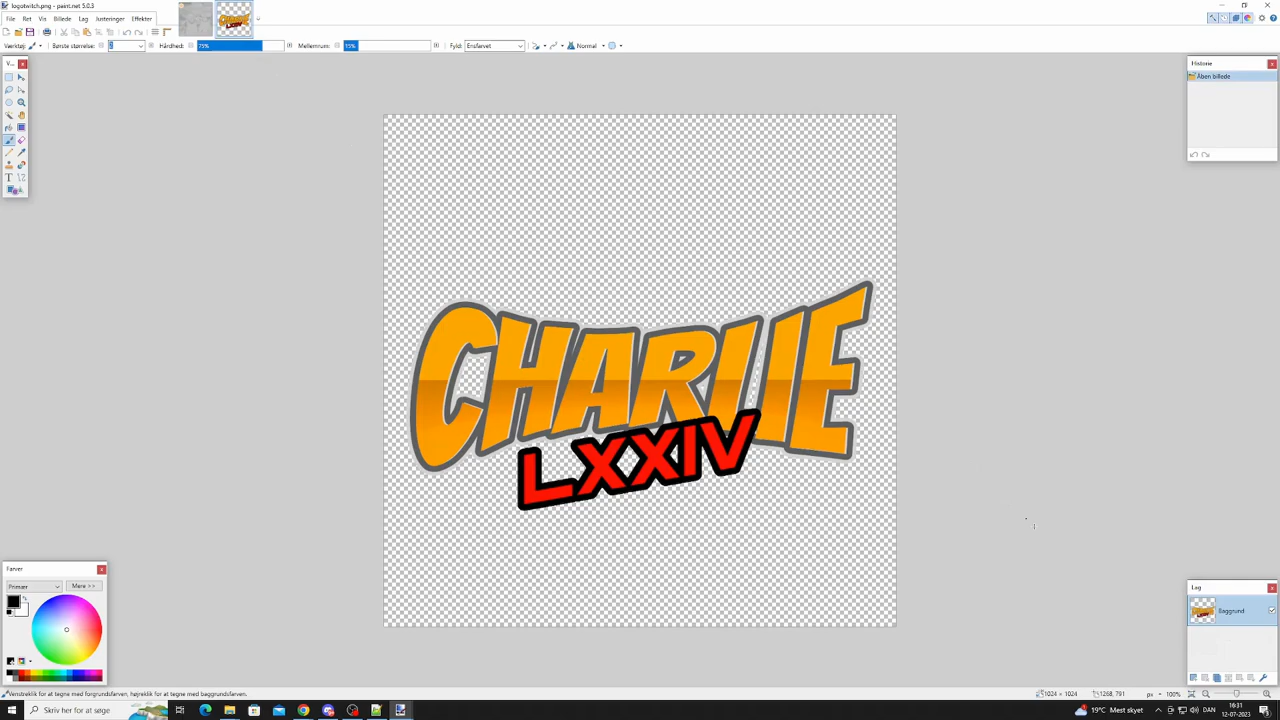 logotwitch.png - paint.net 5.0.3
File Ret Vis Billede Lag Justeringer Effekter
Værktøj: Børste størrelse: Hårdhed: 75% Mellemrum: 15% Fyld: Ensfarvet Normal
V...
Historie
Åben billede
CHARLIE
LXXIV
Farver
Primær Mere >>
Lag
Baggrund
Venstreklik for at tegne med forgrundsfarven, højreklik for at tegne med baggrundsfarven.
1024 × 1024 1268, 791 px 100%
Skriv her for at søge
19°C Mest skyet DAN 16:31
12-07-2023